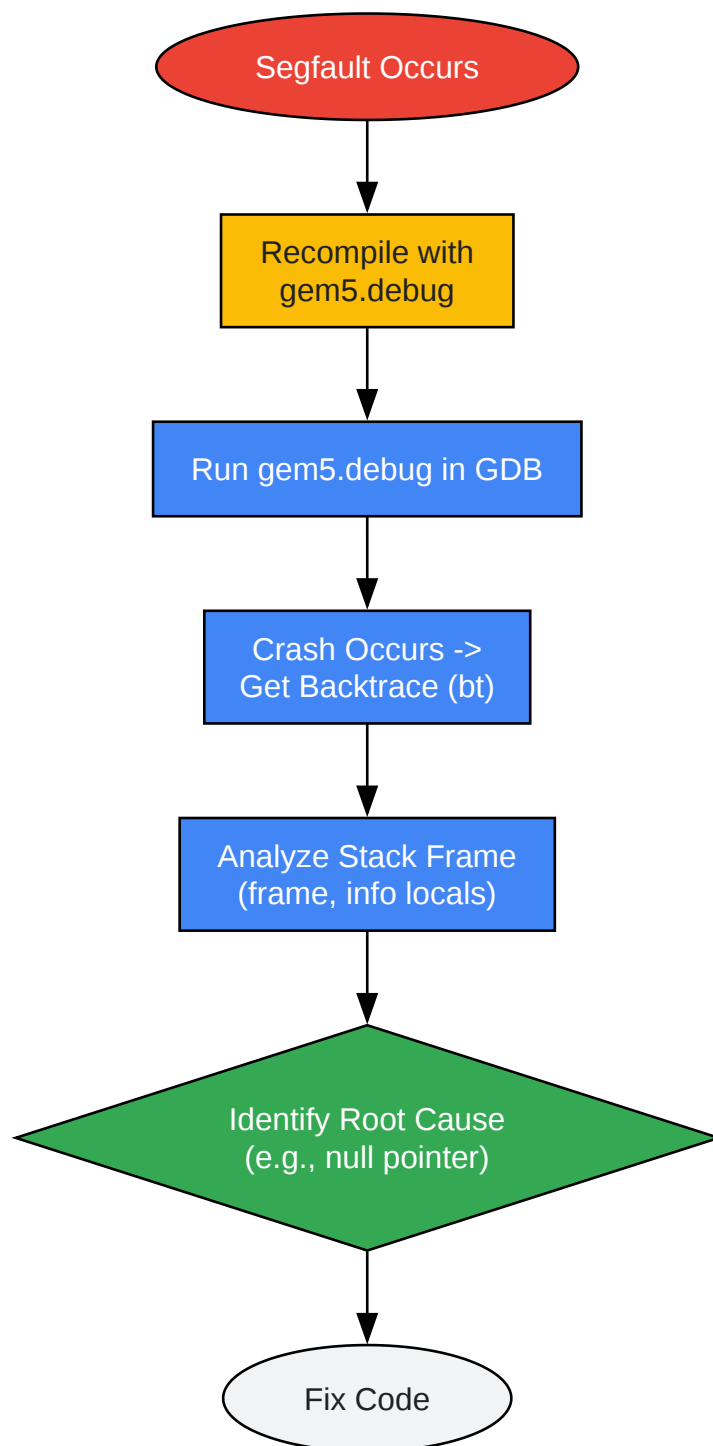 Segfault Occurs
Recompile with
gem5.debug
Run gem5.debug in GDB
Crash Occurs ->
Get Backtrace (bt)
Analyze Stack Frame
(frame, info locals)
Identify Root Cause
(e.g., null pointer)
Fix Code